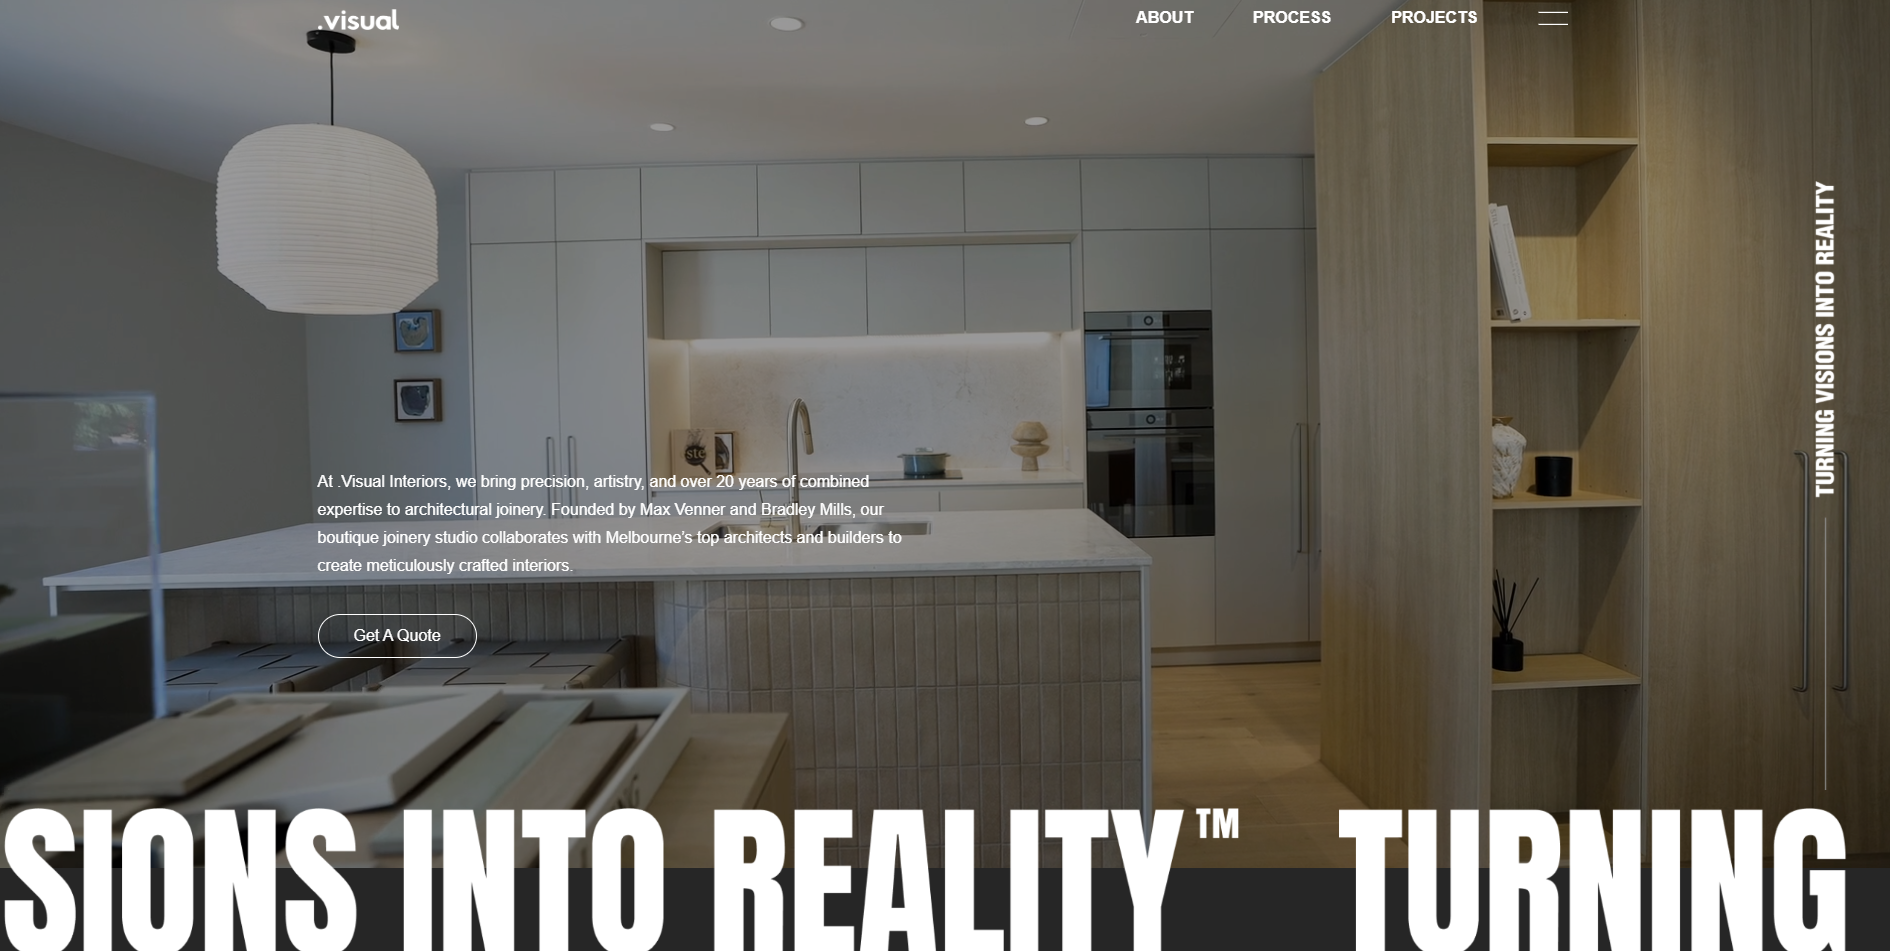 .visual
ABOUT PROCESS PROJECTS
TURNING VISIONS INTO REALITY
At .Visual Interiors, we bring precision, artistry, and over 20 years of combined
expertise to architectural joinery. Founded by Max Venner and Bradley Mills, our
boutique joinery studio collaborates with Melbourne's top architects and builders to
create meticulously crafted interiors.
Get A Quote
SIONS INTO REALITY™ TURNING